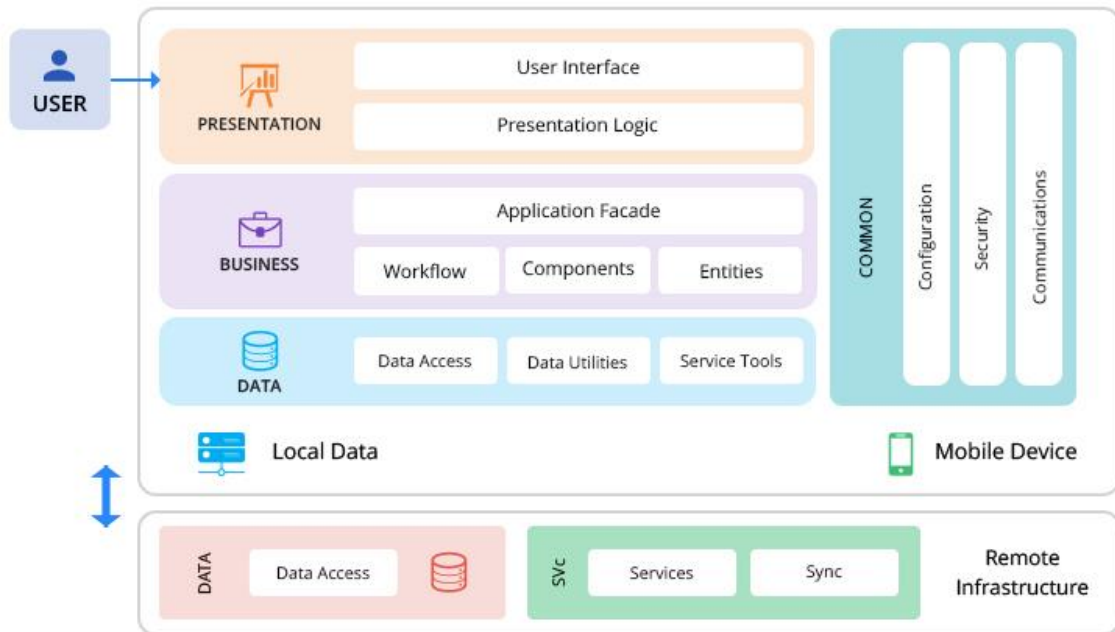 USER
PRESENTATION
User Interface
Presentation Logic
BUSINESS
Application Facade
Workflow
Components
Entities
DATA
Data Access
Data Utilities
Service Tools
COMMON
Configuration
Security
Communications
Local Data
Mobile Device
DATA
Data Access
SVc
Services
Sync
Remote
Infrastructure